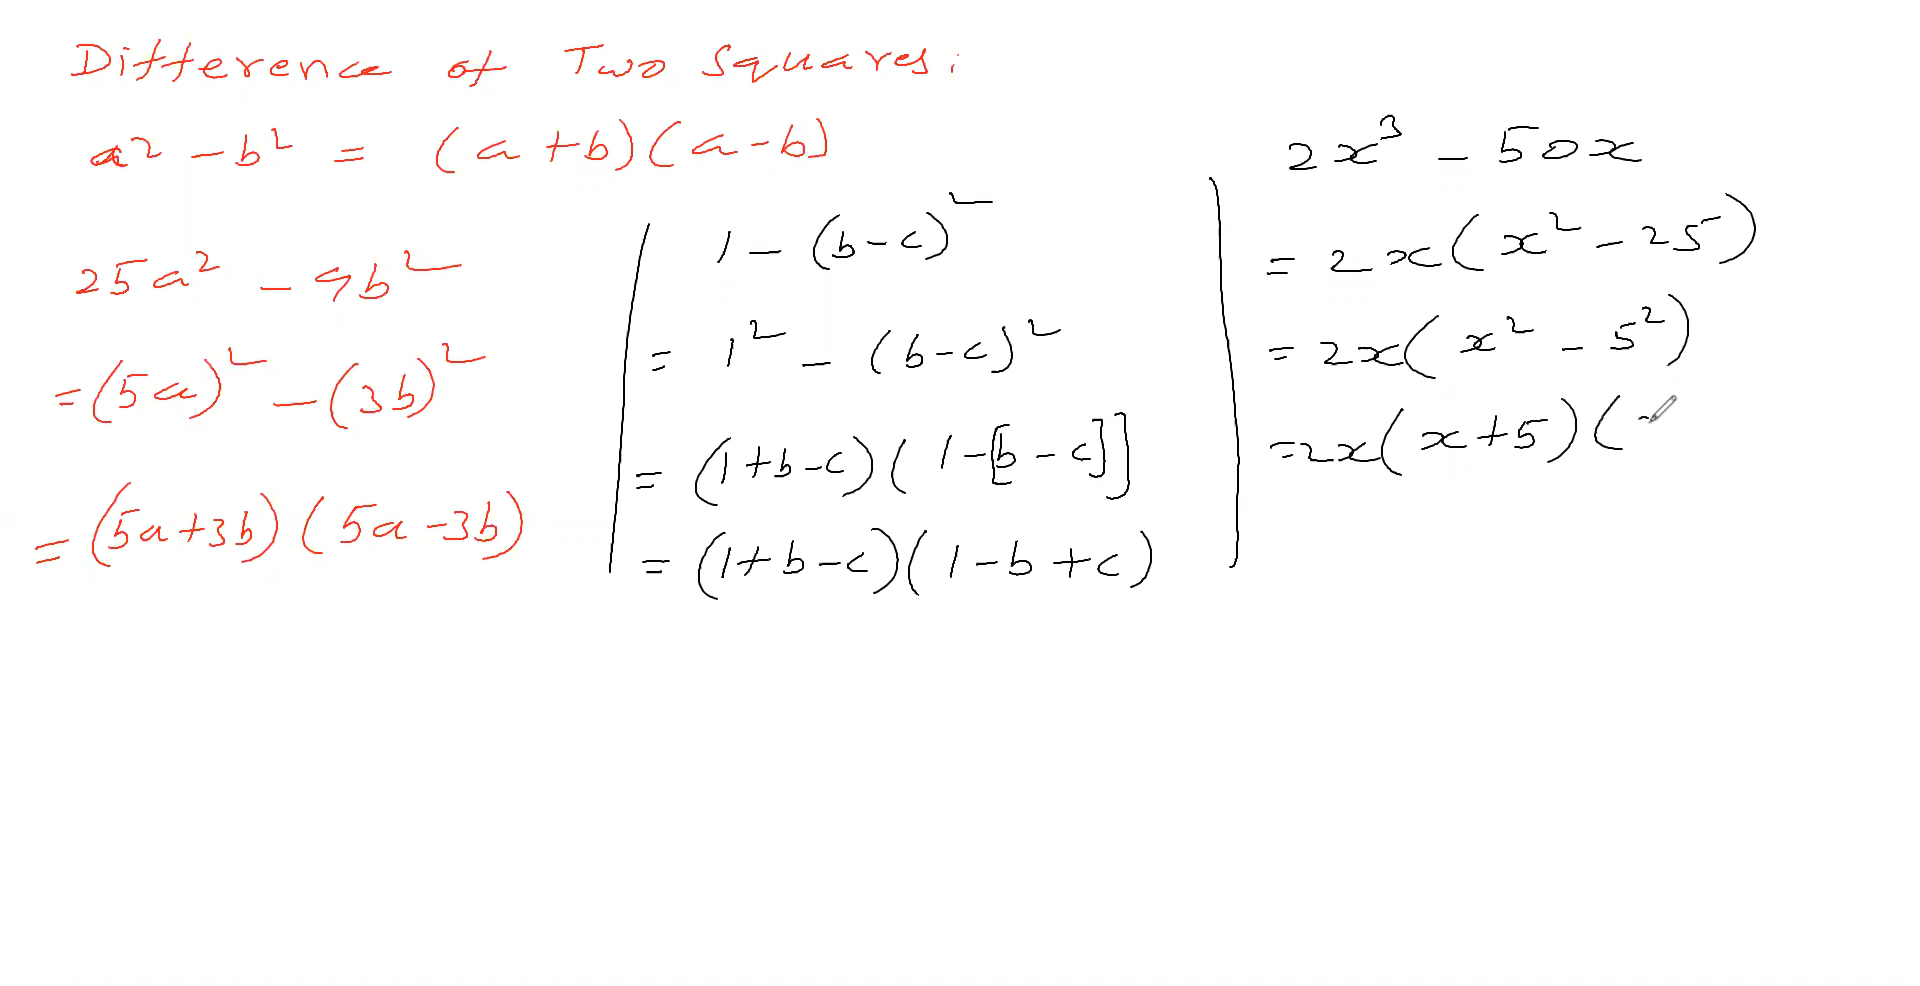 Difference of Two Squares:
a² - b² = (a+b)(a-b)
25a² - 9b²
= (5a)² - (3b)²
= (5a+3b)(5a-3b)
1 - (b-c)²
= 1² - (b-c)²
= (1+b-c)(1-[b-c]]
= (1+b-c)(1-b+c)
2x³ - 50x
= 2x(x² - 25)
= 2x(x² - 5²)
= 2x(x+5)(